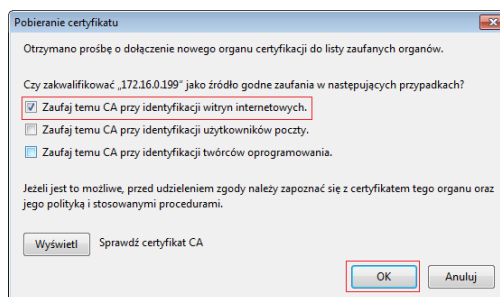 Pobieranie certyfikatu
Otrzymano prośbę o dołączenie nowego organu certyfikacji do listy zaufanych organów.
Czy zakwalifikować „172.16.0.199” jako źródło godne zaufania w następujących przypadkach?
Zaufaj temu CA przy identyfikacji witryn internetowych.
Zaufaj temu CA przy identyfikacji użytkowników poczty.
Zaufaj temu CA przy identyfikacji twórców oprogramowania.
Jeżeli jest to możliwe, przed udzieleniem zgody należy zapoznać się z certyfikatem tego organu oraz
jego polityką i stosowanymi procedurami.
Wyświetl Sprawdź certyfikat CA
OK Anuluj